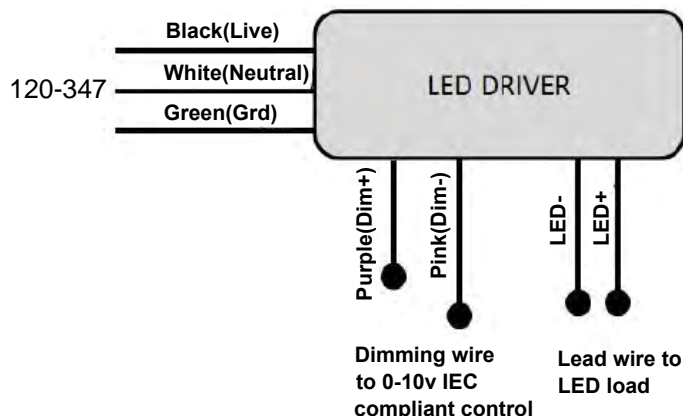 Black(Live)
White(Neutral)
120-347
Green(Grd)
LED DRIVER
Purple(Dim+)
Pink(Dim-)
LED-
LED+
Dimming wire
to 0-10v IEC
compliant control
Lead wire to
LED load